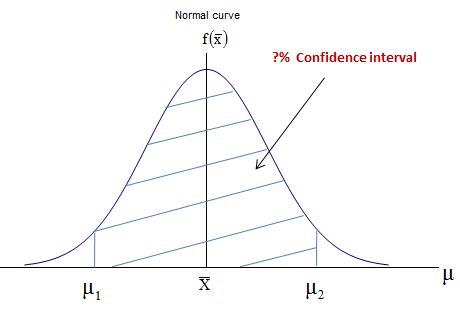 Normal curve
f(x̄)
?% Confidence interval
μ
μ₁
x̄
μ₂